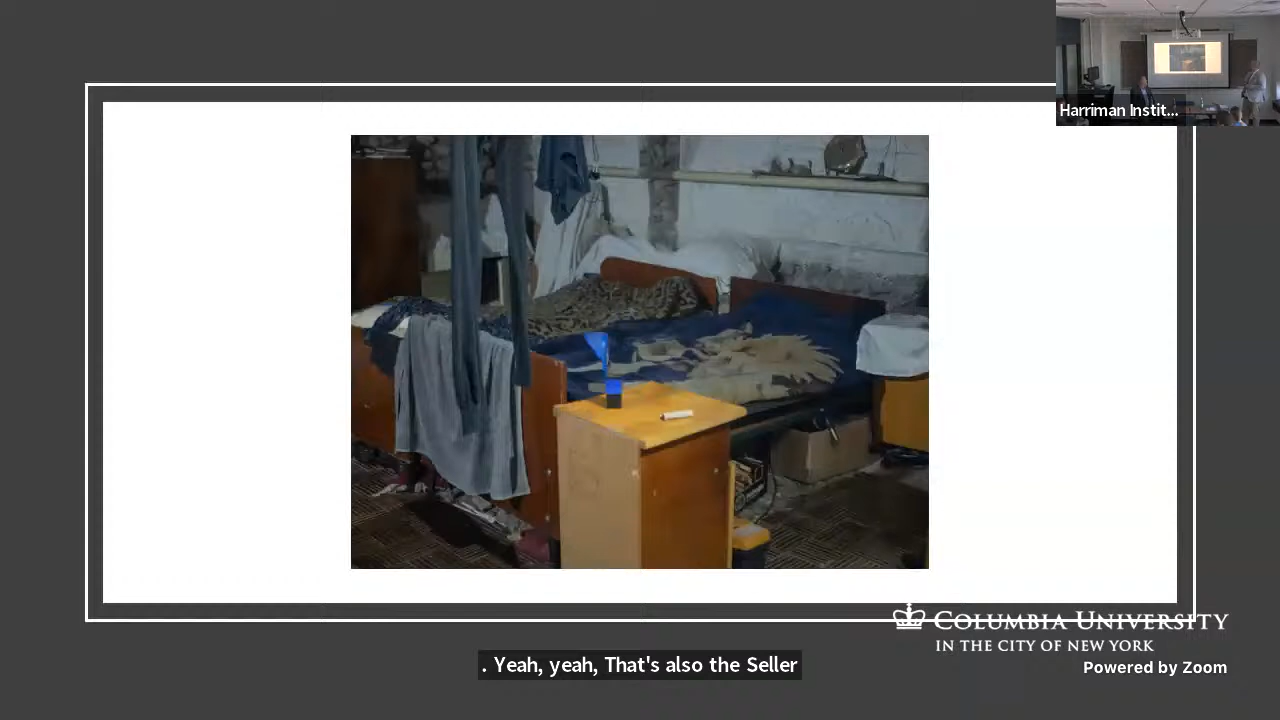 Harriman Instit...
COLUMBIA UNIVERSITY
IN THE CITY OF NEW YORK
. Yeah, yeah, That's also the Seller
Powered by Zoom